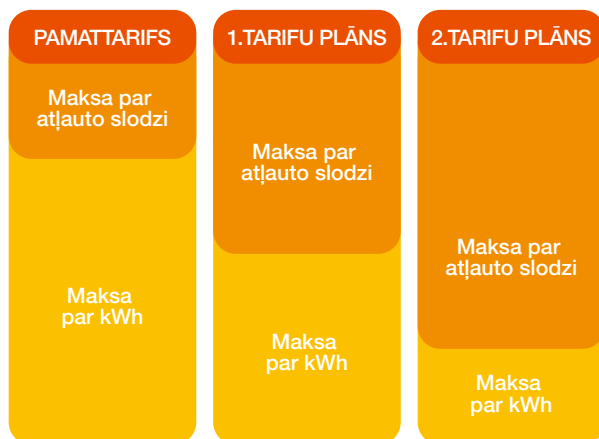 PAMATTARIFS
Maksa par
atļauto slodzi
Maksa
par kWh
1.TARIFU PLĀNS
Maksa par
atļauto slodzi
Maksa
par kWh
2.TARIFU PLĀNS
Maksa par
atļauto slodzi
Maksa
par kWh